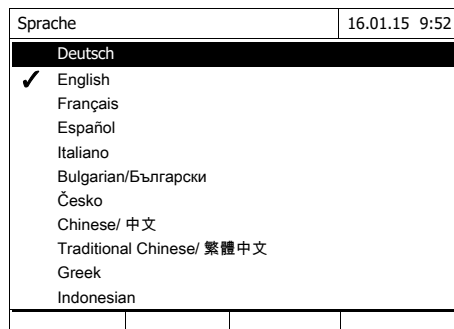 Sprache 16.01.15 9:52
Deutsch
✓ English
Français
Español
Italiano
Bulgarian/Български
Česko
Chinese/ 中文
Traditional Chinese/ 繁體中文
Greek
Indonesian